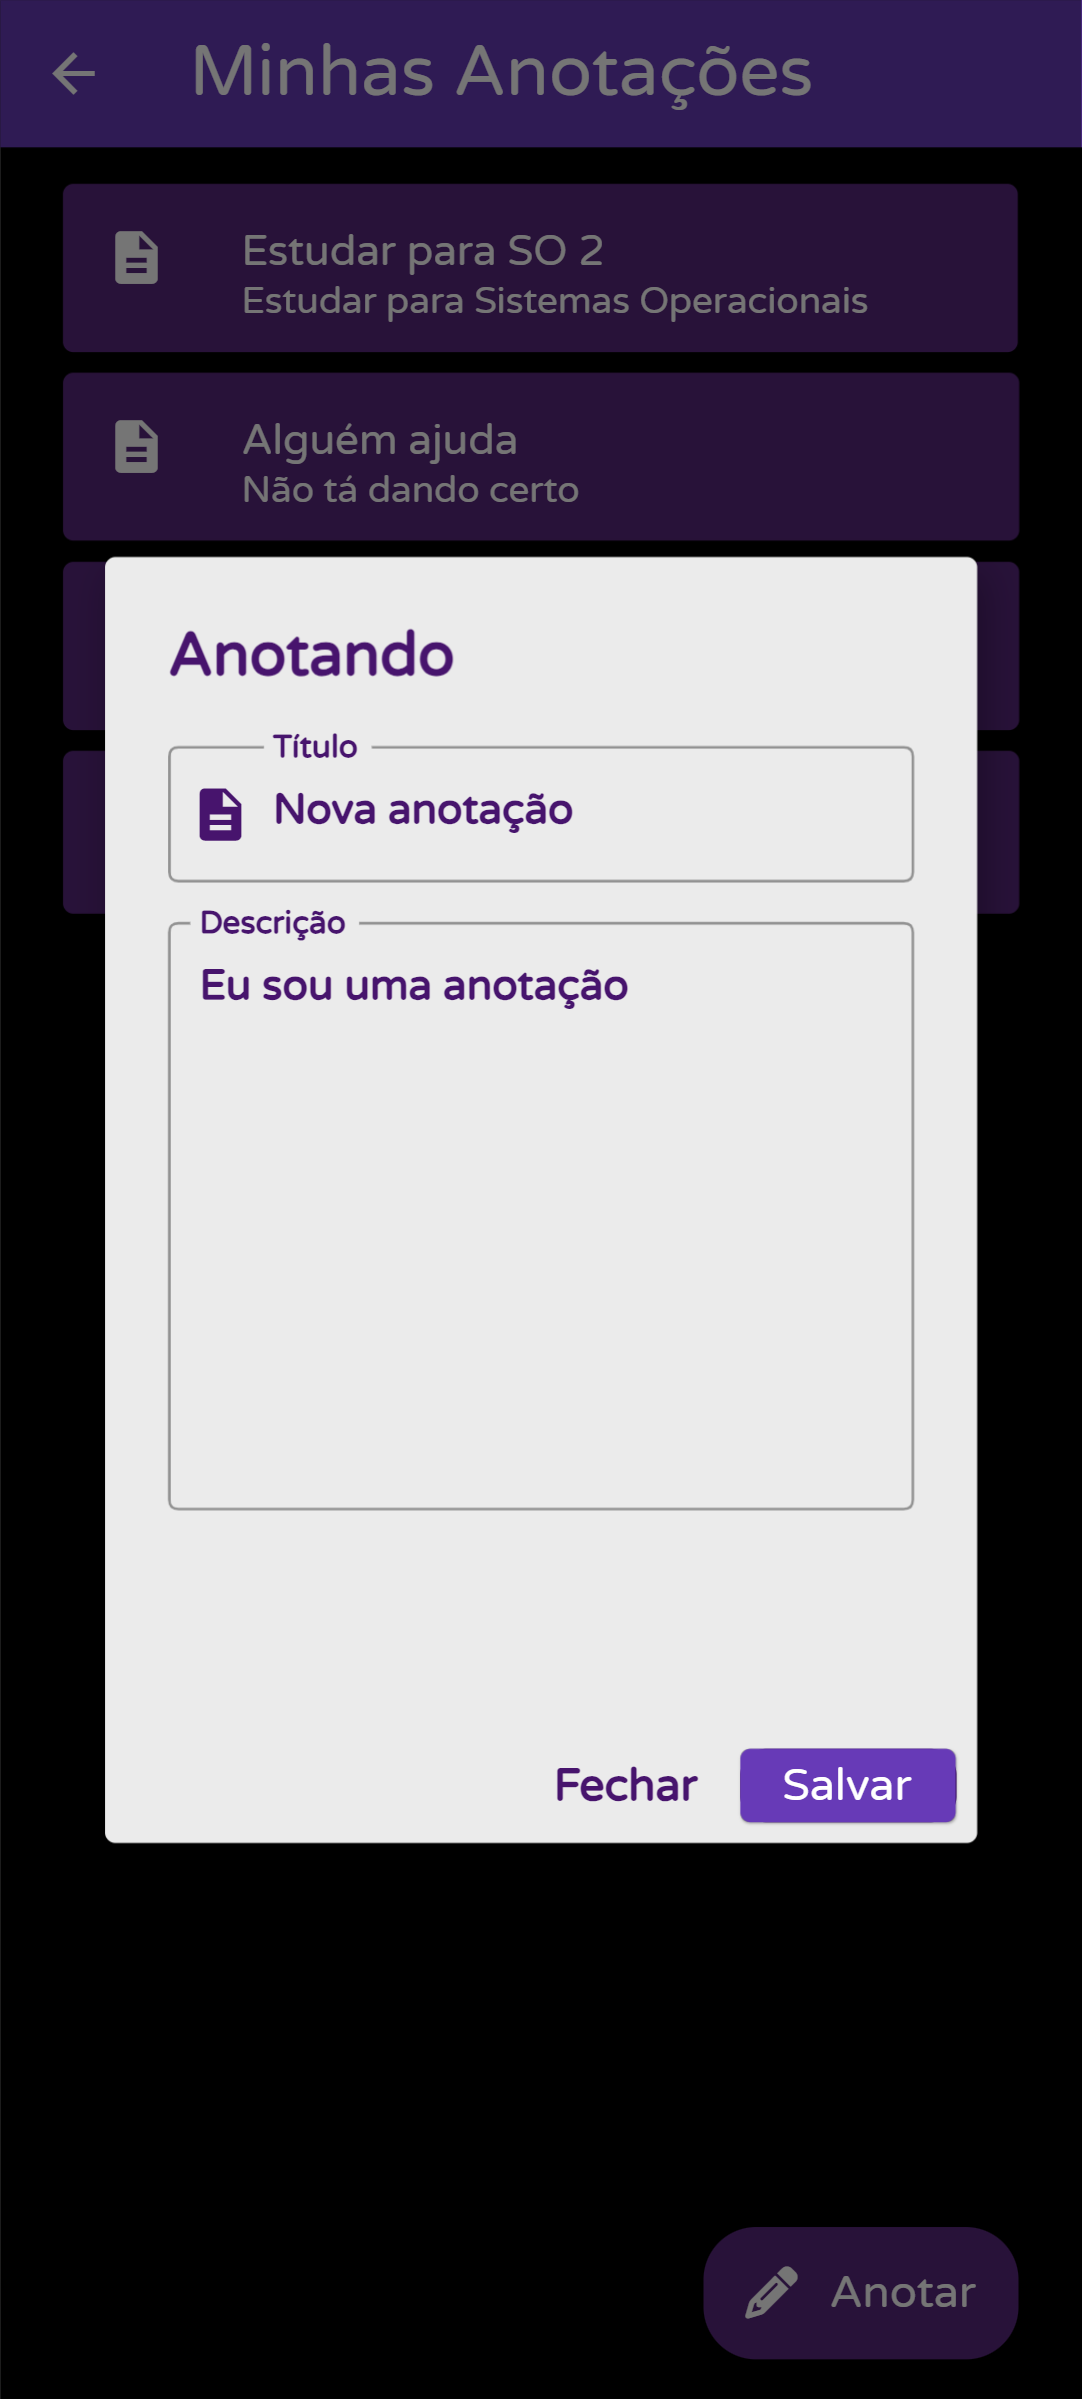 Minhas Anotações
Estudar para SO 2
Estudar para Sistemas Operacionais
Alguém ajuda
Não tá dando certo
Anotando
Título
Nova anotação
Descrição
Eu sou uma anotação
Fechar
Salvar
Anotar